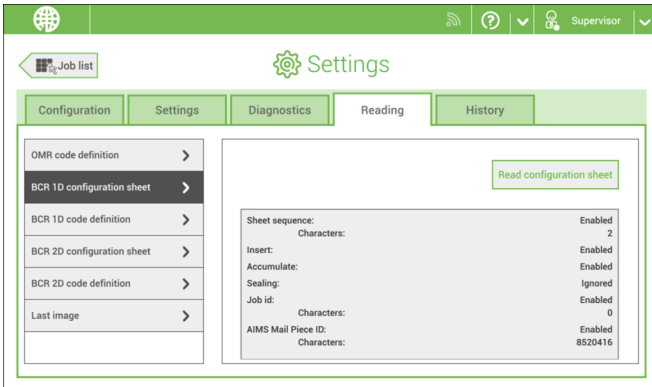 Supervisor
Job list
Settings
Configuration
Settings
Diagnostics
Reading
History
OMR code definition
BCR 1D configuration sheet
BCR 1D code definition
BCR 2D configuration sheet
BCR 2D code definition
Last image
Read configuration sheet
Sheet sequence: Enabled
Characters: 2
Insert: Enabled
Accumulate: Enabled
Sealing: Ignored
Job id: Enabled
Characters: 0
AIMS Mail Piece ID: Enabled
Characters: 8520416